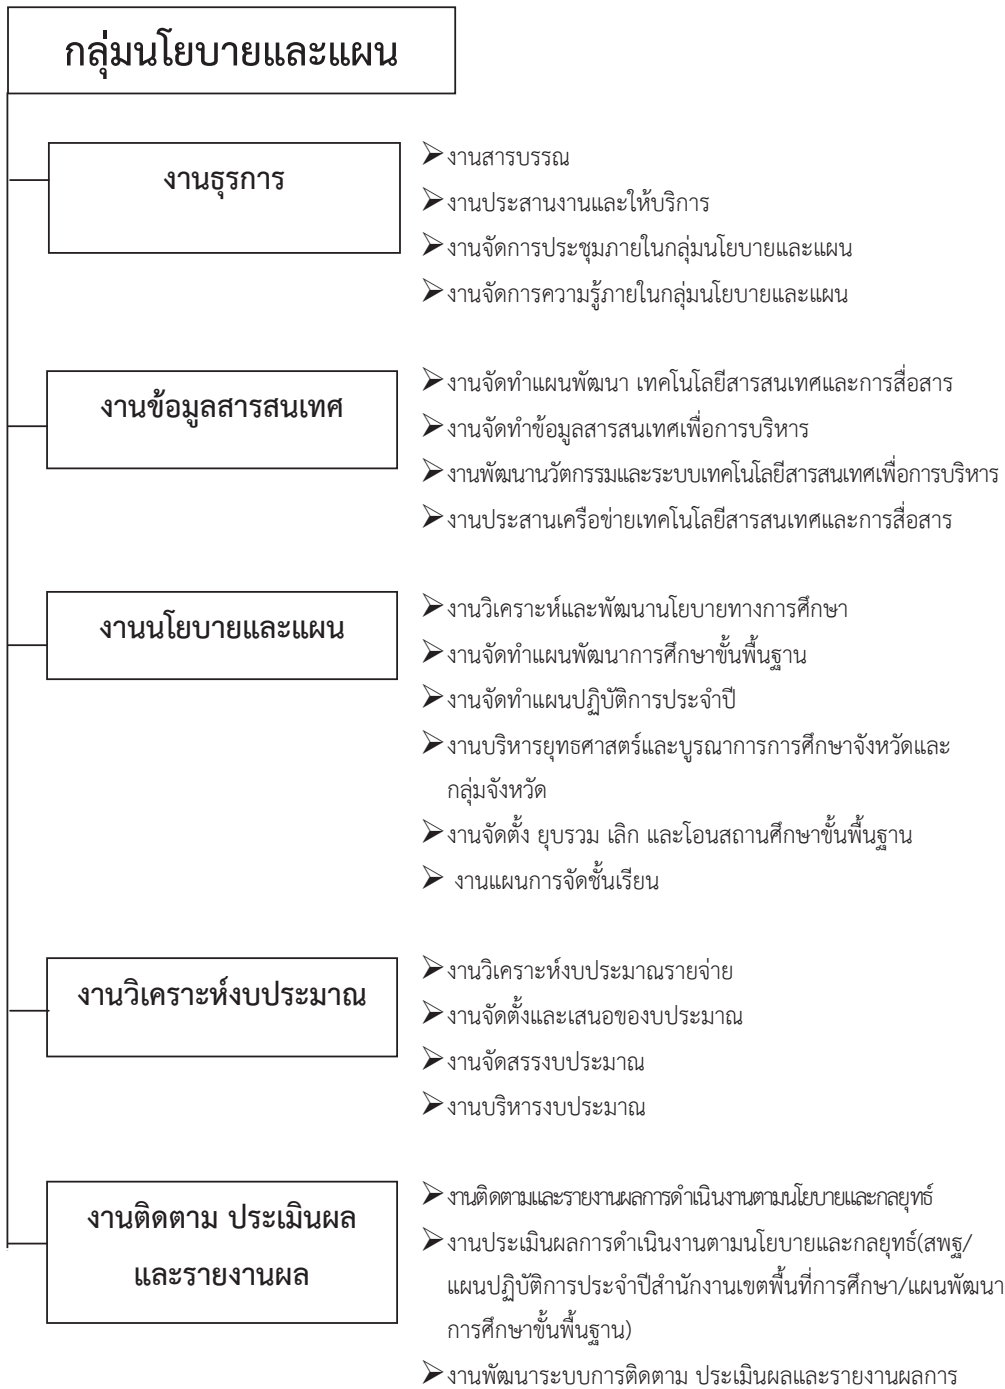 กลุ่มนโยบายและแผน
งานธุรการ
➢งานสารบรรณ
➢งานประสานงานและให้บริการ
➢งานจัดการประชุมภายในกลุ่มนโยบายและแผน
➢งานจัดการความรู้ภายในกลุ่มนโยบายและแผน
งานข้อมูลสารสนเทศ
➢งานจัดทำแผนพัฒนา เทคโนโลยีสารสนเทศและการสื่อสาร
➢งานจัดทำข้อมูลสารสนเทศเพื่อการบริหาร
➢งานพัฒนานวัตกรรมและระบบเทคโนโลยีสารสนเทศเพื่อการบริหาร
➢งานประสานเครือข่ายเทคโนโลยีสารสนเทศและการสื่อสาร
งานนโยบายและแผน
➢งานวิเคราะห์และพัฒนานโยบายทางการศึกษา
➢งานจัดทำแผนพัฒนาการศึกษาขั้นพื้นฐาน
➢งานจัดทำแผนปฏิบัติการประจำปี
➢งานบริหารยุทธศาสตร์และบูรณาการการศึกษาจังหวัดและ
กลุ่มจังหวัด
➢งานจัดตั้ง ยุบรวม เลิก และโอนสถานศึกษาขั้นพื้นฐาน
➢ งานแผนการจัดชั้นเรียน
งานวิเคราะห์งบประมาณ
➢งานวิเคราะห์งบประมาณรายจ่าย
➢งานจัดตั้งและเสนอของบประมาณ
➢งานจัดสรรงบประมาณ
➢งานบริหารงบประมาณ
งานติดตาม ประเมินผล
และรายงานผล
➢งานติดตามและรายงานผลการดำเนินงานตามนโยบายและกลยุทธ์
➢งานประเมินผลการดำเนินงานตามนโยบายและกลยุทธ์(สพฐ/
แผนปฏิบัติการประจำปีสำนักงานเขตพื้นที่การศึกษา/แผนพัฒนา
การศึกษาขั้นพื้นฐาน)
➢งานพัฒนาระบบการติดตาม ประเมินผลและรายงานผลการ